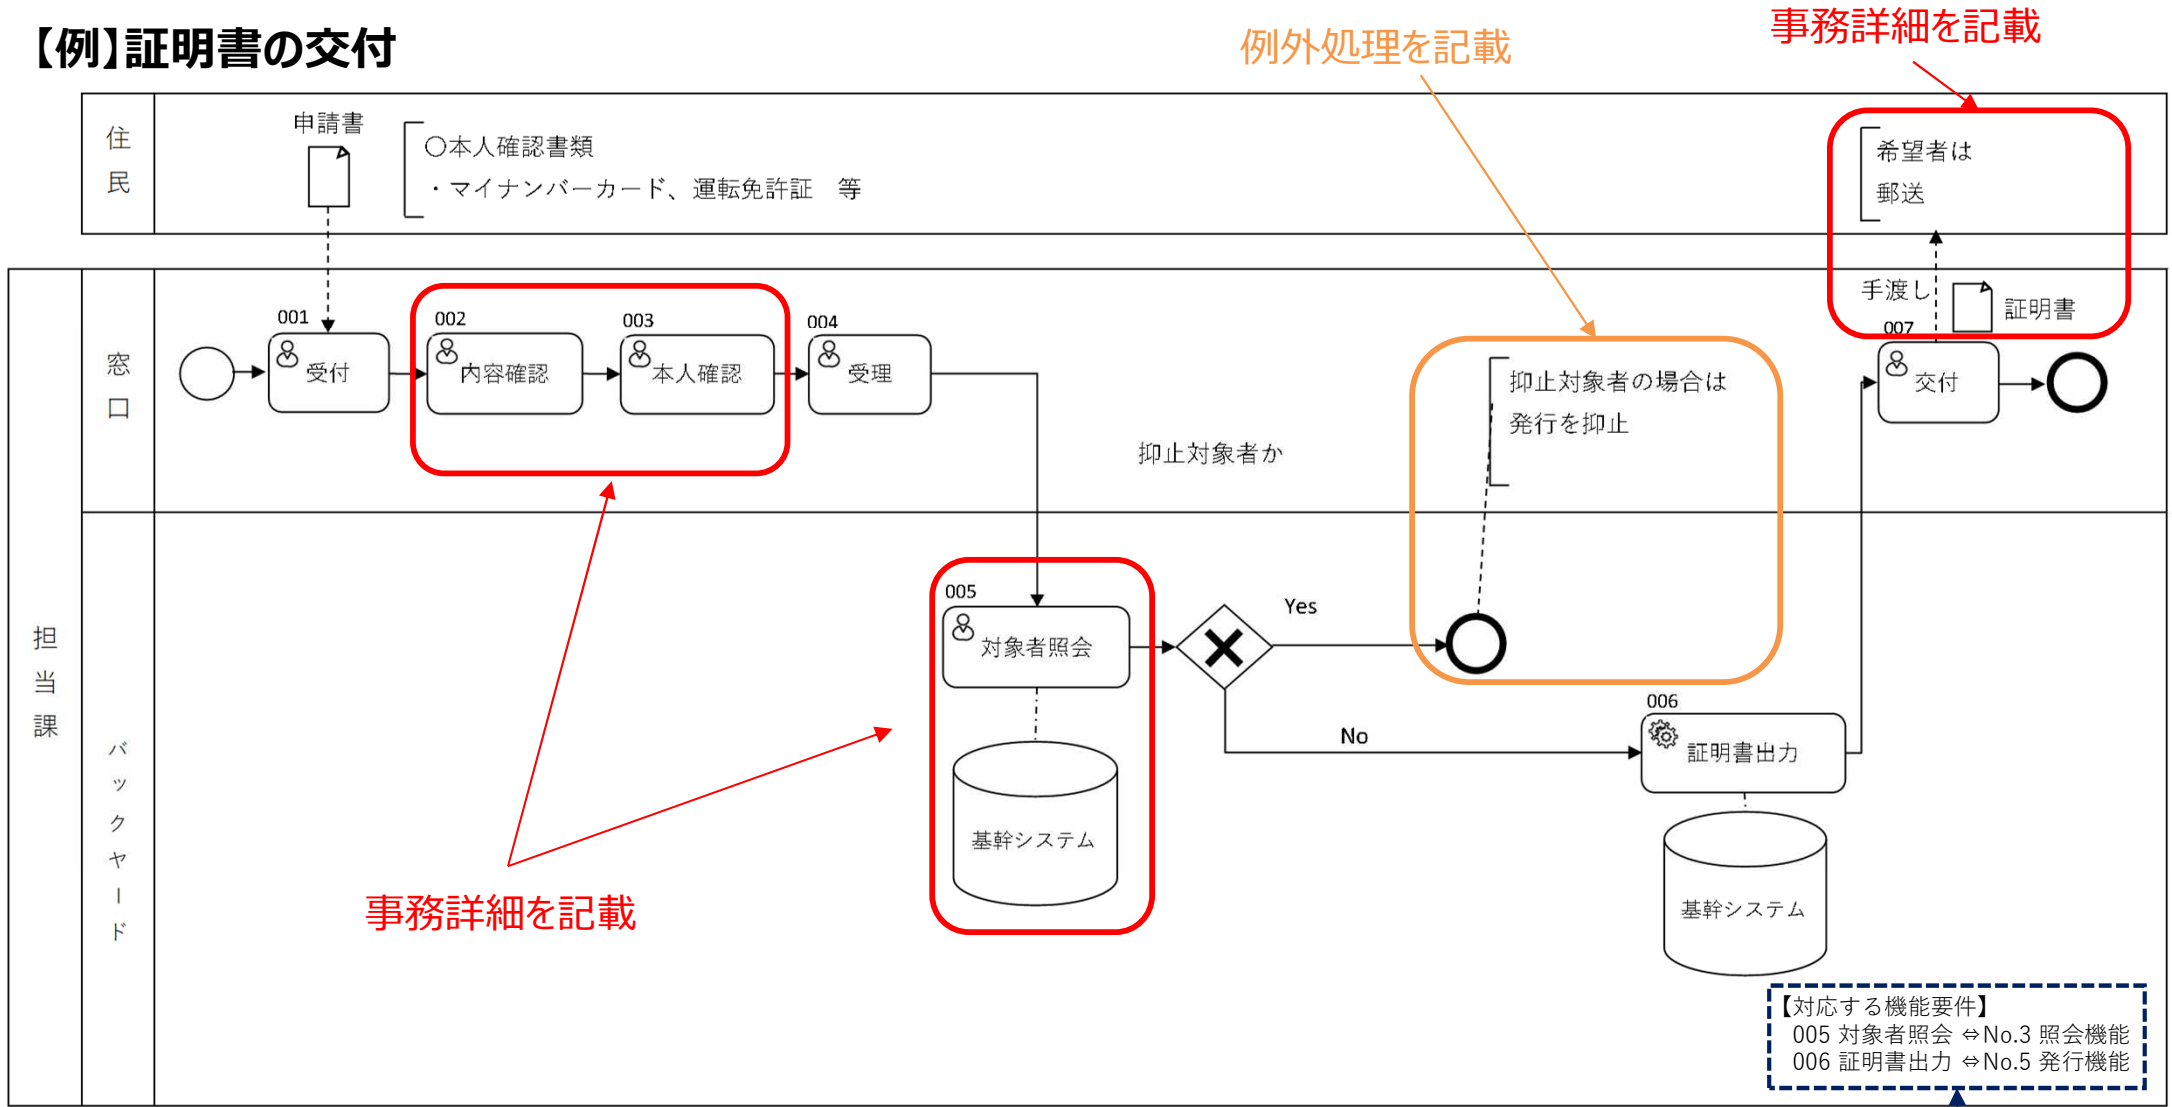 【例】証明書の交付
例外処理を記載
事務詳細を記載
住民
申請書
〇本人確認書類
・マイナンバーカード、運転免許証　等
希望者は
郵送
担当課
窓口
001
受付
002
内容確認
003
本人確認
004
受理
抑止対象者か
抑止対象者の場合は
発行を抑止
手渡し
証明書
007
交付
バックヤード
005
対象者照会
基幹システム
Yes
No
006
証明書出力
基幹システム
事務詳細を記載
【対応する機能要件】
005 対象者照会 ⇔No.3 照会機能
006 証明書出力 ⇔No.5 発行機能